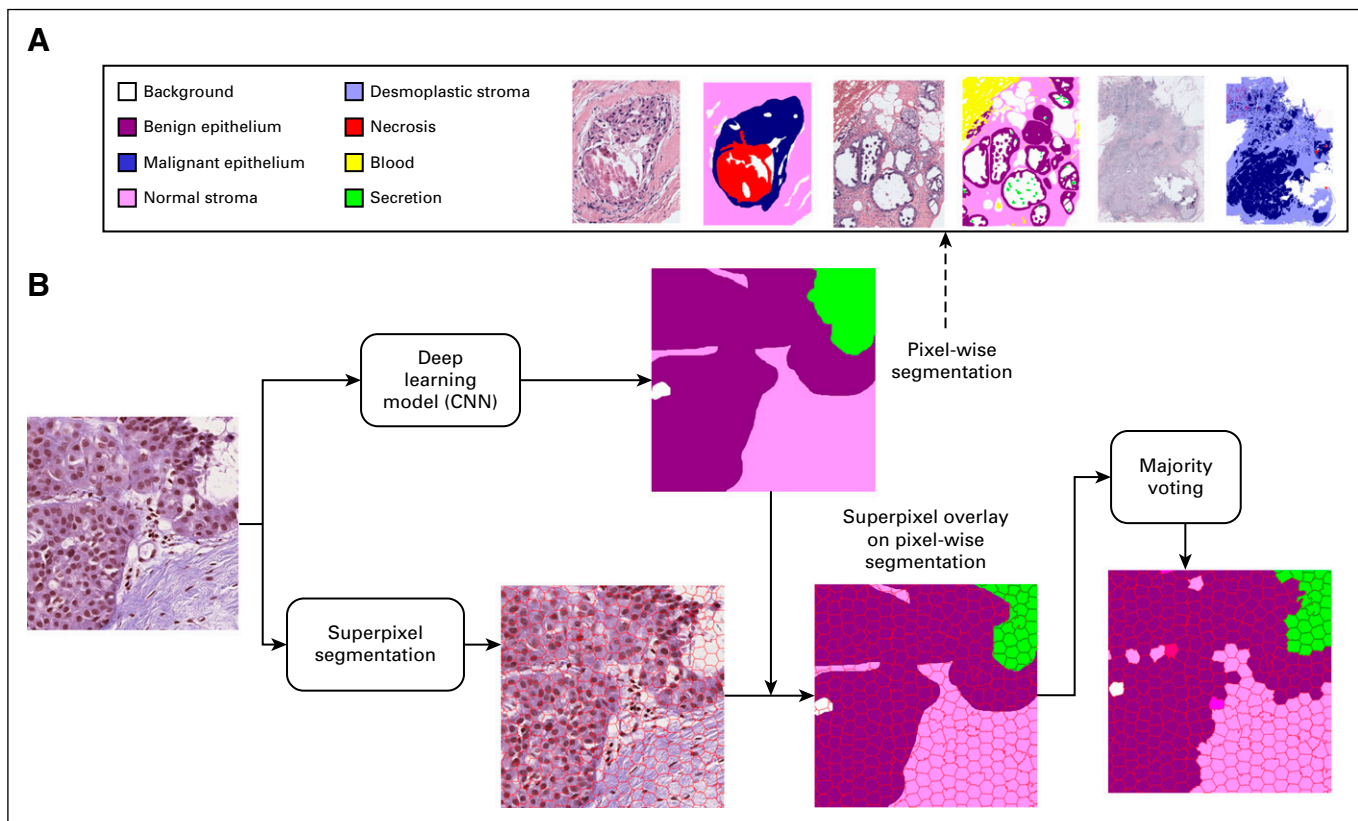 A
Background
Benign epithelium
Malignant epithelium
Normal stroma
Desmoplastic stroma
Necrosis
Blood
Secretion
B
Deep
learning
model (CNN)
Pixel-wise
segmentation
Superpixel
segmentation
Superpixel overlay
on pixel-wise
segmentation
Majority
voting